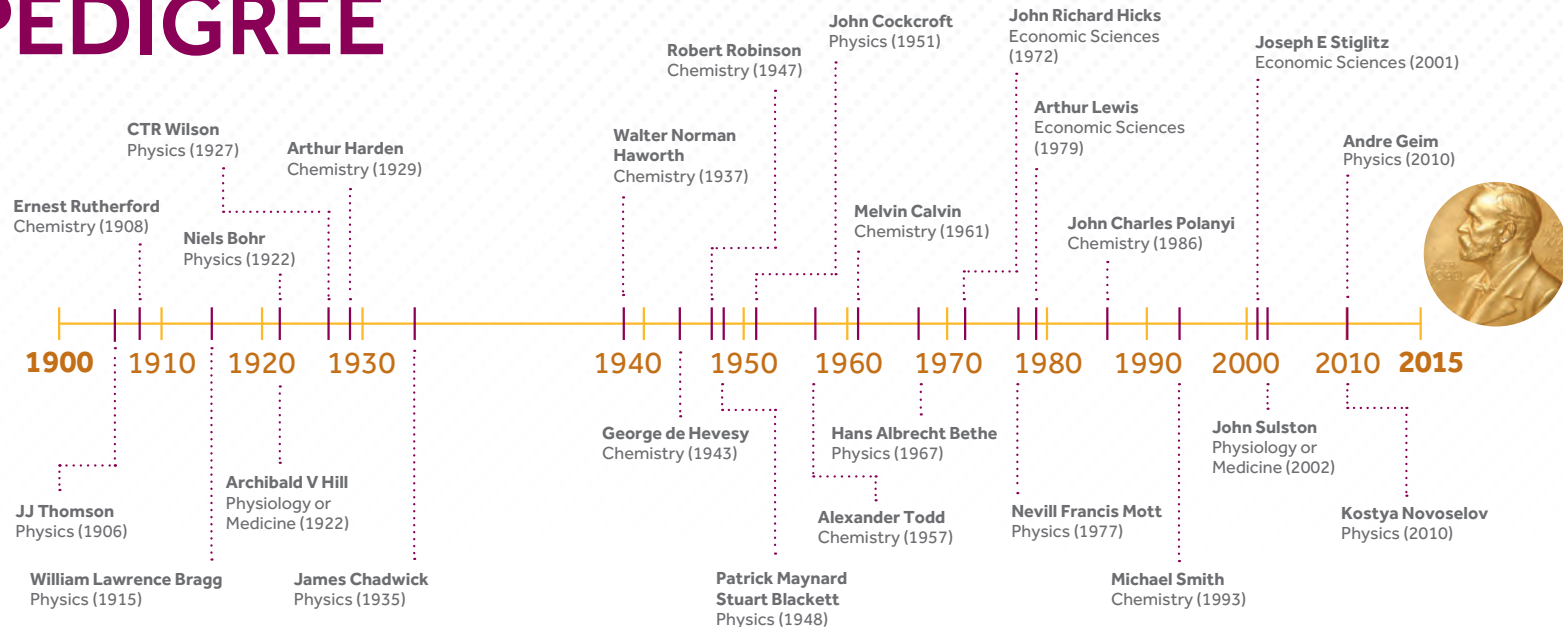 PEDIGREE
John Richard Hicks
Economic Sciences
(1972)
John Cockcroft
Physics (1951)
Robert Robinson
Chemistry (1947)
Joseph E Stiglitz
Economic Sciences (2001)
Arthur Lewis
Economic Sciences
(1979)
CTR Wilson
Physics (1927)
Arthur Harden
Chemistry (1929)
Walter Norman
Haworth
Chemistry (1937)
Andre Geim
Physics (2010)
Ernest Rutherford
Chemistry (1908)
Niels Bohr
Physics (1922)
Melvin Calvin
Chemistry (1961)
John Charles Polanyi
Chemistry (1986)
1900 1910 1920 1930 1940 1950 1960 1970 1980 1990 2000 2010 2015
George de Hevesy
Chemistry (1943)
Hans Albrecht Bethe
Physics (1967)
John Sulston
Physiology or
Medicine (2002)
Archibald V Hill
Physiology or
Medicine (1922)
JJ Thomson
Physics (1906)
Alexander Todd
Chemistry (1957)
Nevill Francis Mott
Physics (1977)
Kostya Novoselov
Physics (2010)
William Lawrence Bragg
Physics (1915)
James Chadwick
Physics (1935)
Patrick Maynard
Stuart Blackett
Physics (1948)
Michael Smith
Chemistry (1993)